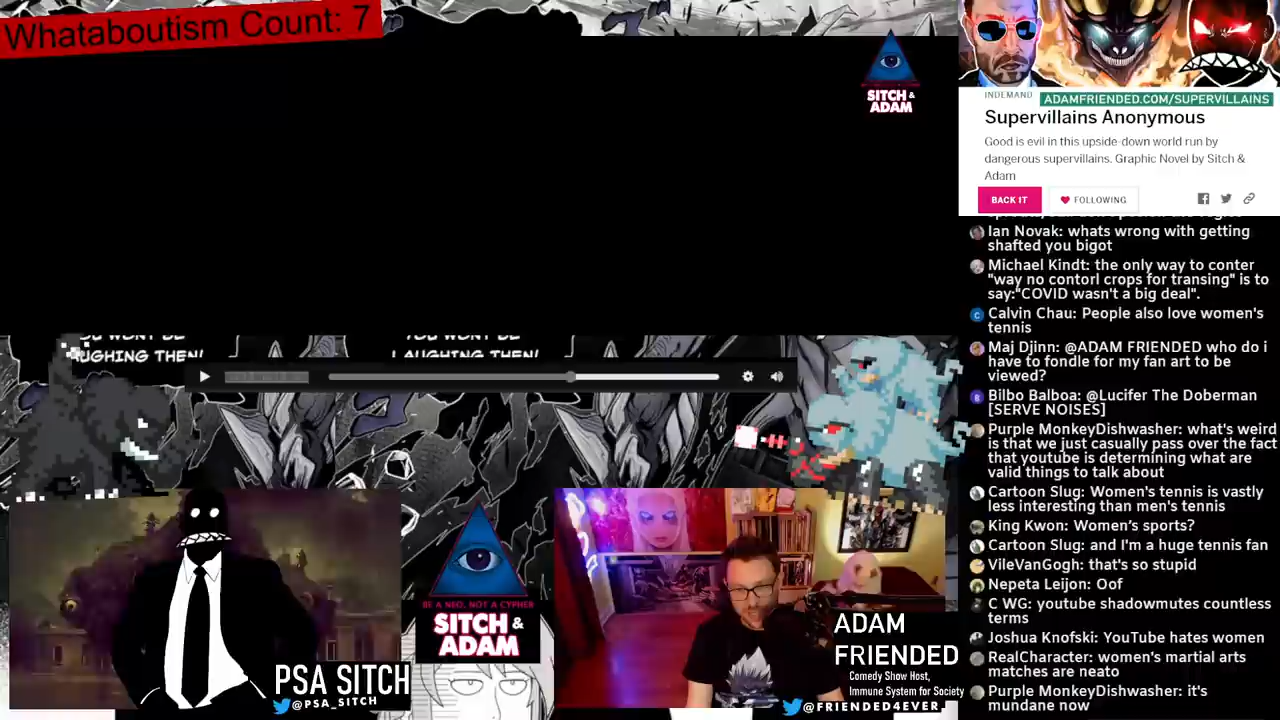 Whataboutism Count: 7
SITCH &
ADAM
INDEMAND
ADAMFRIENDED.COM/SUPERVILLAINS
Supervillains Anonymous
Good is evil in this upside-down world run by
dangerous supervillains. Graphic Novel by Sitch &
Adam
BACK IT
FOLLOWING
Ian Novak: whats wrong with getting
shafted you bigot
Michael Kindt: the only way to conter
"way no contorl crops for transing" is to
say:"COVID wasn't a big deal".
Calvin Chau: People also love women's
tennis
Maj Djinn: @ADAM FRIENDED who do i
have to fondle for my fan art to be
viewed?
Bilbo Balboa: @Lucifer The Doberman
[SERVE NOISES]
Purple MonkeyDishwasher: what's weird
is that we just casually pass over the fact
that youtube is determining what are
valid things to talk about
Cartoon Slug: Women's tennis is vastly
less interesting than men's tennis
King Kwon: Women's sports?
Cartoon Slug: and I'm a huge tennis fan
VileVanGogh: that's so stupid
Nepeta Leijon: Oof
C WG: youtube shadowmutes countless
terms
Joshua Knofski: YouTube hates women
RealCharacter: women's martial arts
matches are neato
Purple MonkeyDishwasher: it's
mundane now
YOU WON'T BE
LAUGHING THEN!
BE A NEO, NOT A CYPHER
SITCH &
ADAM
PSA SITCH
@PSA_SITCH
ADAM
FRIENDED
Comedy Show Host,
Immune System for Society
@FRIENDED4EVER